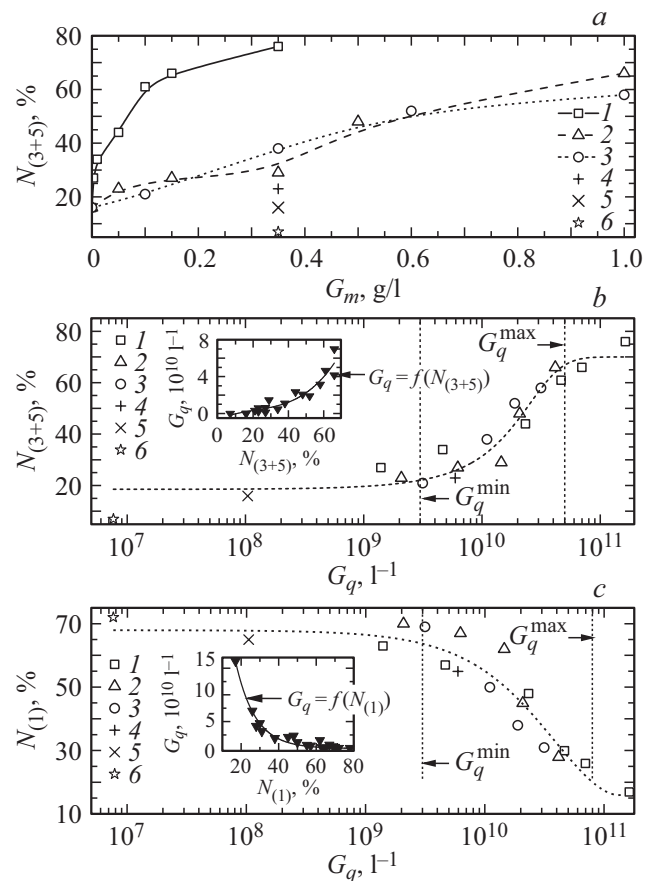 a
80
60
40
20
N(3+5), %
1
2
3
4
5
6
0 0.2 0.4 0.6 0.8 1.0
Gm, g/l
b
80
60
40
20
0
N(3+5), %
1
2
3
4
5
6
8
6
4
2
0
Gq, 10^10 l^–1
Gq = f(N(3+5))
0 20 40 60
N(3+5), %
Gq^max
Gq^min
10^7 10^8 10^9 10^10 10^11
Gq, l^–1
c
70
50
30
10
N(1), %
1
2
3
4
5
6
15
10
5
0
Gq, 10^10 l^–1
Gq = f(N(1))
20 40 60 80
N(1), %
Gq^max
Gq^min
10^7 10^8 10^9 10^10 10^11
Gq, l^–1